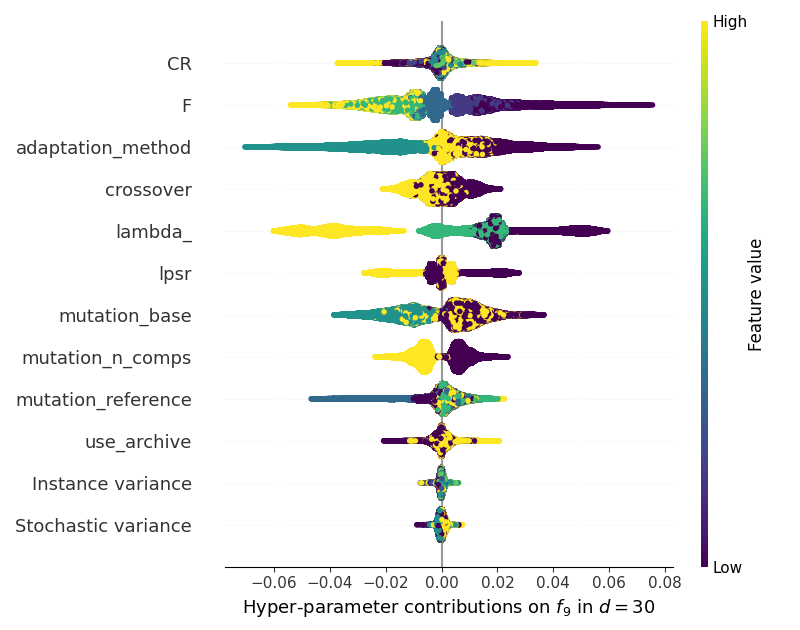 High
CR
F
adaptation_method
crossover
lambda_
lpsr
mutation_base
mutation_n_comps
mutation_reference
use_archive
Instance variance
Stochastic variance
Feature value
Low
−0.06 −0.04 −0.02 0.00 0.02 0.04 0.06 0.08
Hyper-parameter contributions on f₉ in d = 30